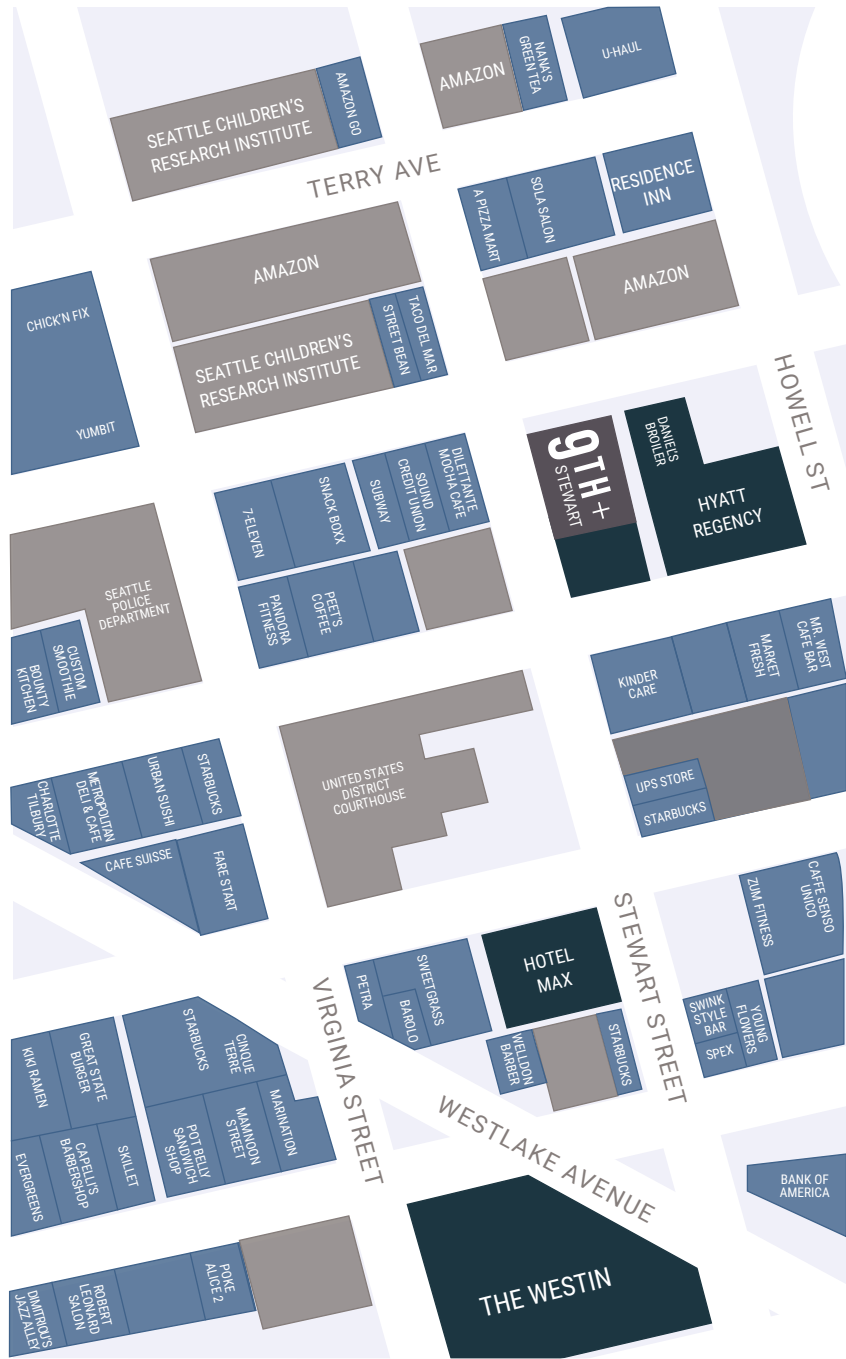 AMAZON
NANA'S
GREEN TEA
U-HAUL
SEATTLE CHILDREN'S
RESEARCH INSTITUTE
AMAZON GO
TERRY AVE
A PIZZA MART
SOLA SALON
RESIDENCE
INN
AMAZON
AMAZON
SEATTLE CHILDREN'S
RESEARCH INSTITUTE
STREET BEAN
TACO DEL MAR
CHICK'N FIX
YUMBIT
HOWELL ST
9TH+
STEWART
DANIEL'S
BROILER
HYATT
REGENCY
7-ELEVEN
SNACK BOXX
SUBWAY
SOUND
CREDIT UNION
DILETTANTE
MOCHA CAFE
PANDORA
FITNESS
PEET'S
COFFEE
SEATTLE
POLICE
DEPARTMENT
BOUNTY
KITCHEN
CUSTOM
SMOOTHIE
KINDER
CARE
MARKET
FRESH
MR. WEST
CAFE BAR
UPS STORE
STARBUCKS
UNITED STATES
DISTRICT
COURTHOUSE
CHARLOTTE
TILBURY
METROPOLITAN
DELI & CAFE
URBAN SUSHI
STARBUCKS
CAFE SUISSE
FARE START
ZUM FITNESS
CAFFE SENSO
UNICO
STEWART STREET
HOTEL
MAX
PETRA
SWEETGRASS
BAROLO
WELLDON
BARBER
STARBUCKS
SWINK
STYLE
BAR
SPEX
YOUNG
FLOWERS
VIRGINIA STREET
KIKI RAMEN
GREAT STATE
BURGER
STARBUCKS
CINQUE
TERRE
EVERGREENS
CAPELLI'S
BARBERSHOP
SKILLET
POT BELLY
SANDWICH
SHOP
MAMNOON
STREET
MARINATION
WESTLAKE AVENUE
BANK OF
AMERICA
THE WESTIN
DIMITRIOU'S
JAZZ ALLEY
ROBERT
LEONARD
SALON
POKE
ALICE 2